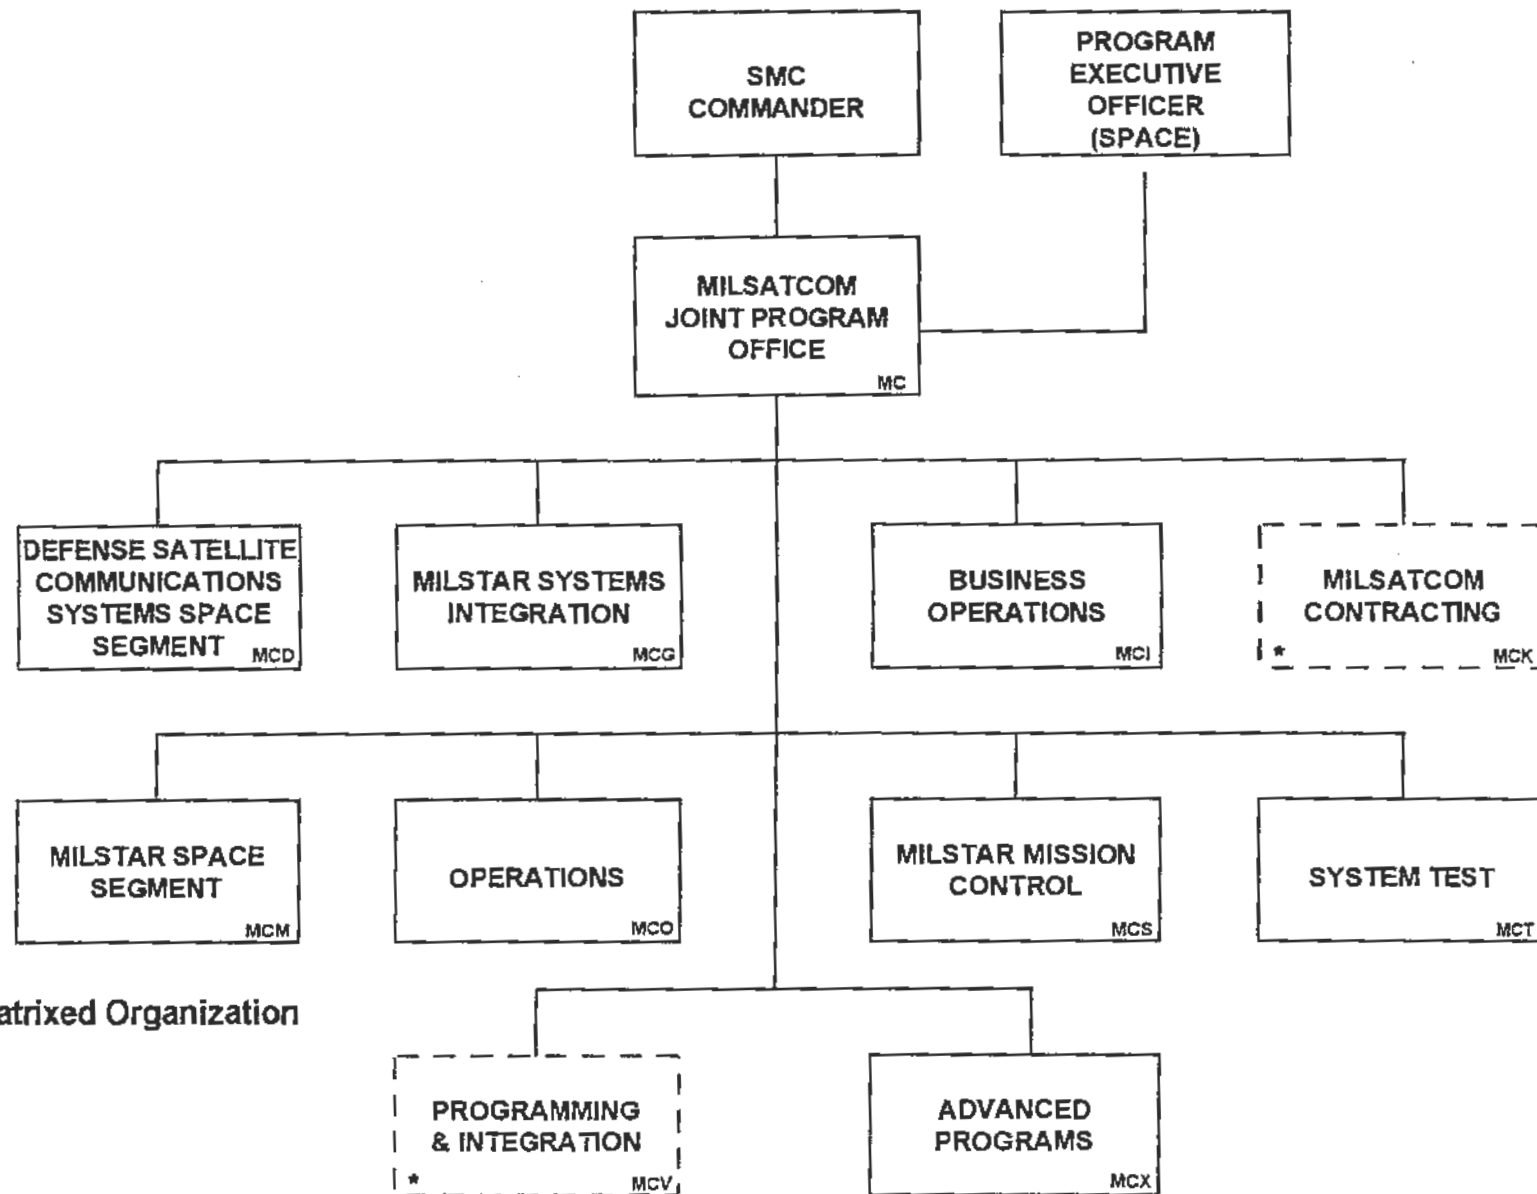 SMC
COMMANDER
PROGRAM
EXECUTIVE
OFFICER
(SPACE)
MILSATCOM
JOINT PROGRAM
OFFICE
MC
DEFENSE SATELLITE
COMMUNICATIONS
SYSTEMS SPACE
SEGMENT
MCD
MILSTAR SYSTEMS
INTEGRATION
MCG
BUSINESS
OPERATIONS
MCI
MILSATCOM
CONTRACTING
*
MCK
MILSTAR SPACE
SEGMENT
MCM
OPERATIONS
MCO
MILSTAR MISSION
CONTROL
MCS
SYSTEM TEST
MCT
atrixed Organization
PROGRAMMING
& INTEGRATION
*
MCV
ADVANCED
PROGRAMS
MCX